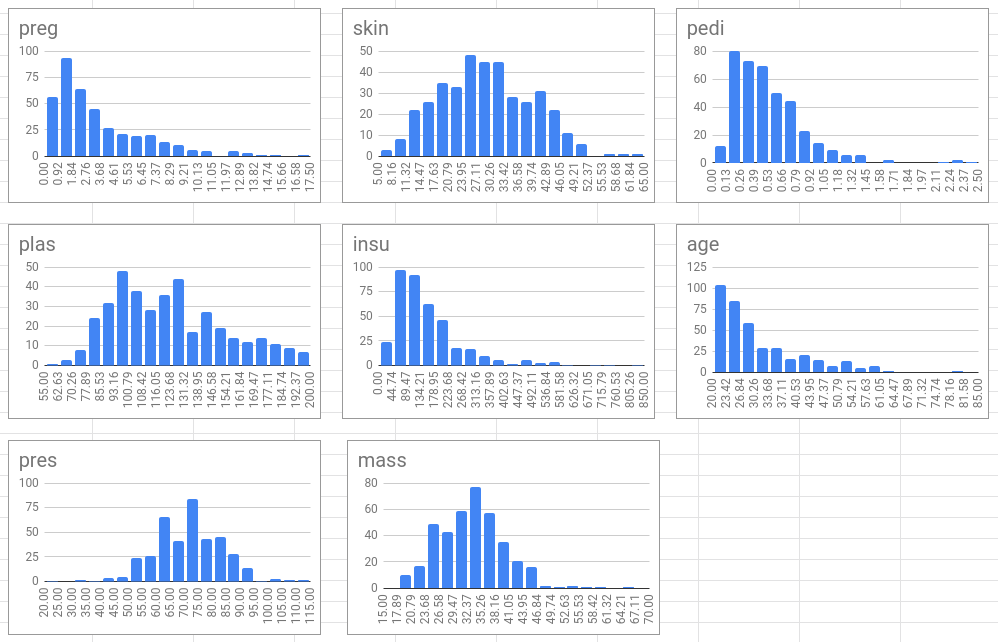 preg
100
75
50
25
0
0.00 0.92 1.84 2.76 3.68 4.61 5.53 6.45 7.37 8.29 9.21 10.13 11.05 11.97 12.89 13.82 14.74 15.66 16.58 17.50
skin
50
40
30
20
10
0
5.00 8.16 11.32 14.47 17.63 20.79 23.95 27.11 30.26 33.42 36.58 39.74 42.89 46.05 49.21 52.37 55.53 58.68 61.84 65.00
pedi
80
60
40
20
0
0.00 0.13 0.26 0.39 0.53 0.66 0.79 0.92 1.05 1.18 1.32 1.45 1.58 1.71 1.84 1.97 2.11 2.24 2.37 2.50
plas
50
40
30
20
10
0
55.00 62.63 70.26 77.89 85.53 93.16 100.79 108.42 116.05 123.68 131.32 138.95 146.58 154.21 161.84 169.47 177.11 184.74 192.37 200.00
insu
100
75
50
25
0
0.00 44.74 89.47 134.21 178.95 223.68 268.42 313.16 357.89 402.63 447.37 492.11 536.84 581.58 626.32 671.05 715.79 760.53 805.26 850.00
age
125
100
75
50
25
0
20.00 23.42 26.84 30.26 33.68 37.11 40.53 43.95 47.37 50.79 54.21 57.63 61.05 64.47 67.89 71.32 74.74 78.16 81.58 85.00
pres
100
75
50
25
0
20.00 25.00 30.00 35.00 40.00 45.00 50.00 55.00 60.00 65.00 70.00 75.00 80.00 85.00 90.00 95.00 100.00 105.00 110.00 115.00
mass
80
60
40
20
0
15.00 17.89 20.79 23.68 26.58 29.47 32.37 35.26 38.16 41.05 43.95 46.84 49.74 52.63 55.53 58.42 61.32 64.21 67.11 70.00